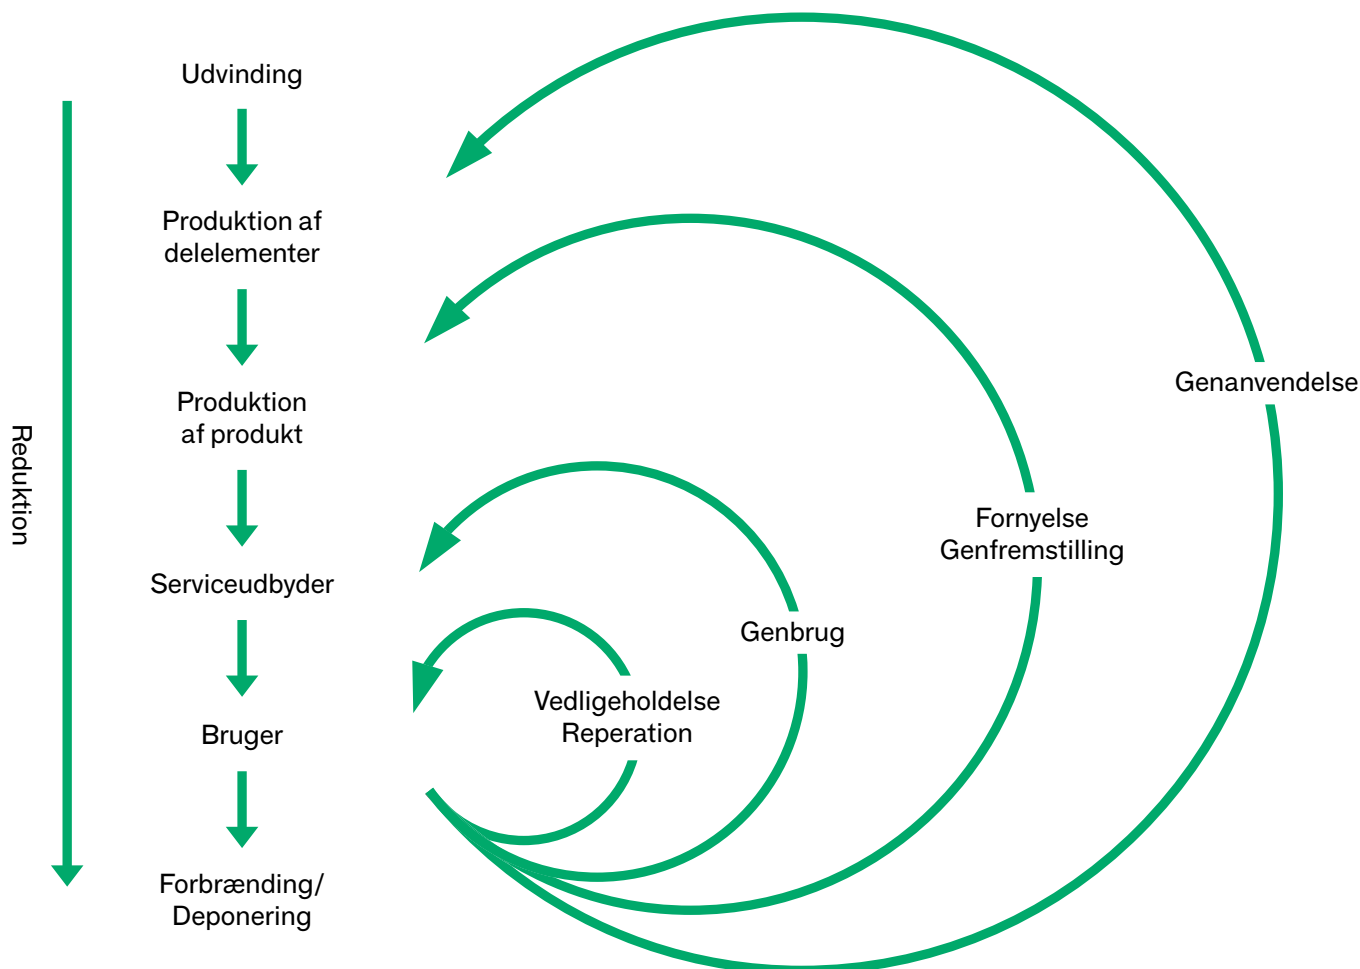 Udvinding
Produktion af
delelementer
Produktion
af produkt
Serviceudbyder
Bruger
Forbrænding/
Deponering
Reduktion
Genanvendelse
Fornyelse
Genfremstilling
Genbrug
Vedligeholdelse
Reperation